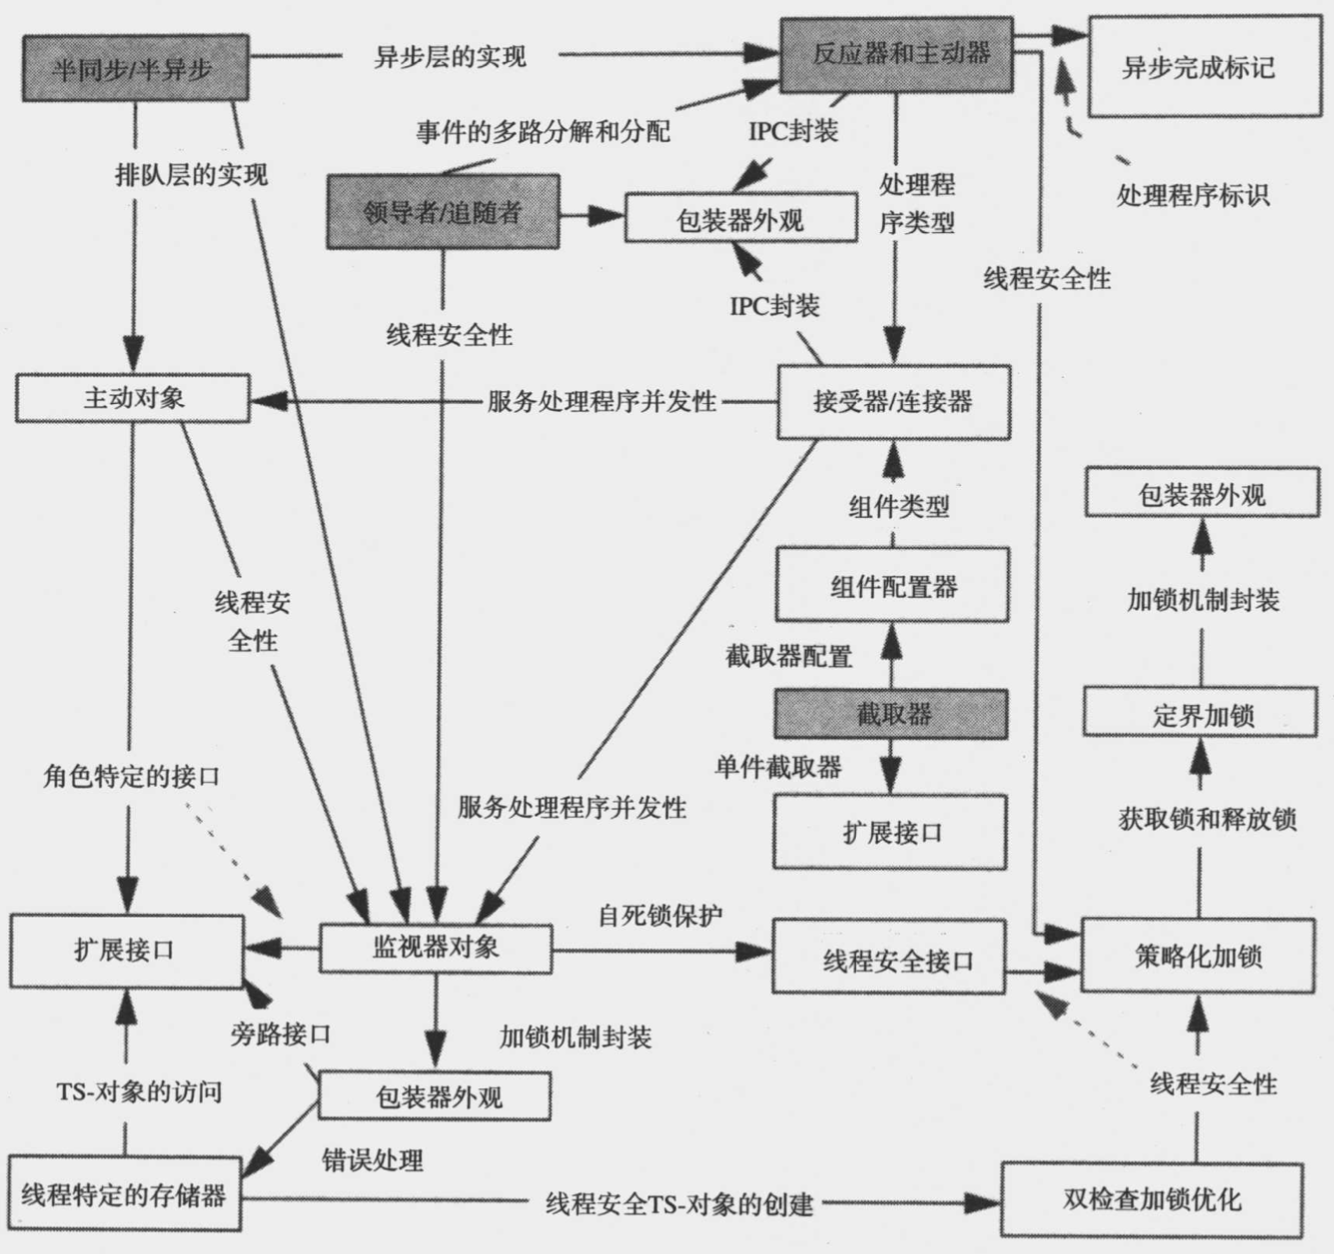 半同步/半异步
异步层的实现
反应器和主动器
异步完成标记
事件的多路分解和分配
IPC封装
排队层的实现
处理程
序类型
处理程序标识
领导者/追随者
包装器外观
线程安全性
IPC封装
线程安全性
主动对象
服务处理程序并发性
接受器/连接器
组件类型
包装器外观
组件配置器
线程安
全性
加锁机制封装
截取器配置
截取器
定界加锁
单件截取器
角色特定的接口
服务处理程序并发性
扩展接口
获取锁和释放锁
自死锁保护
扩展接口
监视器对象
线程安全接口
策略化加锁
旁路接口
加锁机制封装
TS-对象的访问
包装器外观
线程安全性
错误处理
线程特定的存储器
线程安全TS-对象的创建
双检查加锁优化